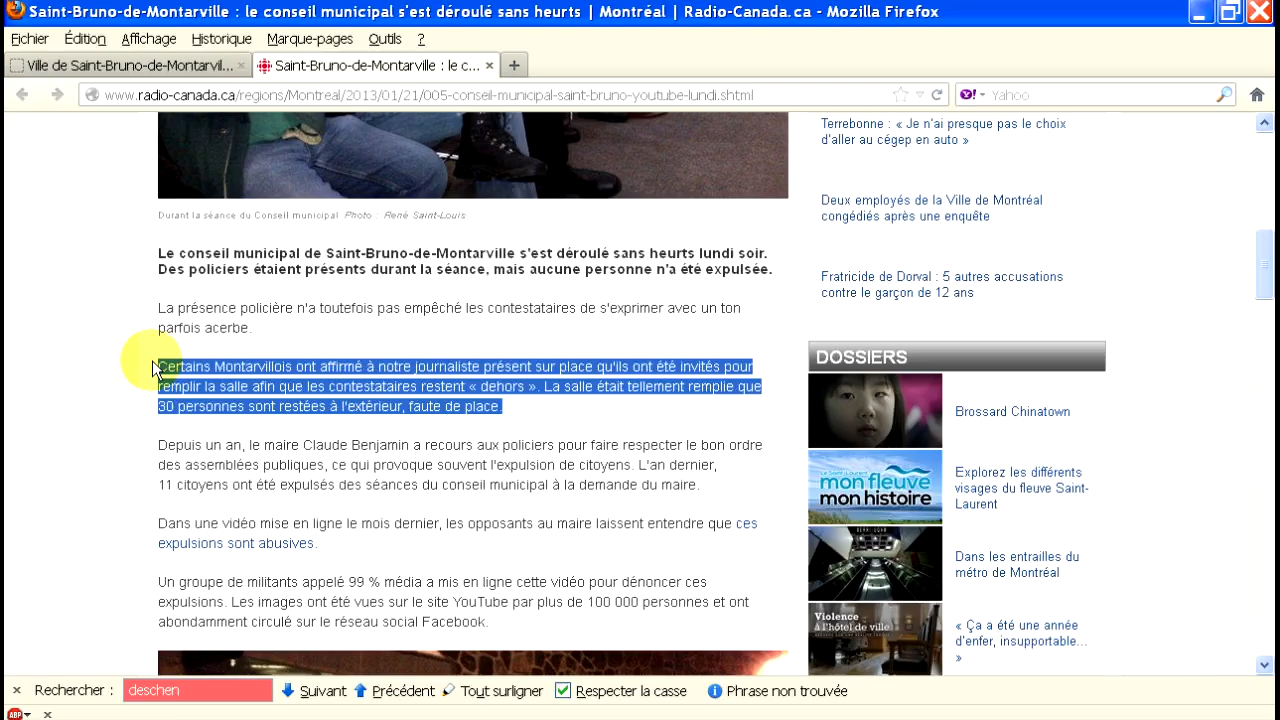 Saint-Bruno-de-Montarville : le conseil municipal s'est déroulé sans heurts | Montréal | Radio-Canada.ca - Mozilla Firefox
Fichier Édition Affichage Historique Marque-pages Outils ?
Ville de Saint-Bruno-de-Montarvil... × Saint-Bruno-de-Montarville : le c... × +
www.radio-canada.ca/regions/Montreal/2013/01/21/005-conseil-municipal-saint-bruno-youtube-lundi.shtml
Yahoo
Durant la séance du Conseil municipal Photo : René Saint-Louis
Le conseil municipal de Saint-Bruno-de-Montarville s'est déroulé sans heurts lundi soir.
Des policiers étaient présents durant la séance, mais aucune personne n'a été expulsée.
La présence policière n'a toutefois pas empêché les contestataires de s'exprimer avec un ton
parfois acerbe.
Certains Montarvillois ont affirmé à notre journaliste présent sur place qu'ils ont été invités pour
remplir la salle afin que les contestataires restent « dehors ». La salle était tellement remplie que
30 personnes sont restées à l'extérieur, faute de place.
Depuis un an, le maire Claude Benjamin a recours aux policiers pour faire respecter le bon ordre
des assemblées publiques, ce qui provoque souvent l'expulsion de citoyens. L'an dernier,
11 citoyens ont été expulsés des séances du conseil municipal à la demande du maire.
Dans une vidéo mise en ligne le mois dernier, les opposants au maire laissent entendre que ces
expulsions sont abusives.
Un groupe de militants appelé 99 % média a mis en ligne cette vidéo pour dénoncer ces
expulsions. Les images ont été vues sur le site YouTube par plus de 100 000 personnes et ont
abondamment circulé sur le réseau social Facebook.
Terrebonne : « Je n'ai presque pas le choix
d'aller au cégep en auto »
Deux employés de la Ville de Montréal
congédiés après une enquête
Fratricide de Dorval : 5 autres accusations
contre le garçon de 12 ans
DOSSIERS
Brossard Chinatown
Le Saint-Laurent
mon fleuve
mon histoire
Explorez les différents
visages du fleuve Saint-
Laurent
Dans les entrailles du
métro de Montréal
Violence
à l'hôtel de ville
« Ça a été une année
d'enfer, insupportable...
»
× Rechercher : deschen Suivant Précédent Tout surligner Respecter la casse Phrase non trouvée
ABP ×